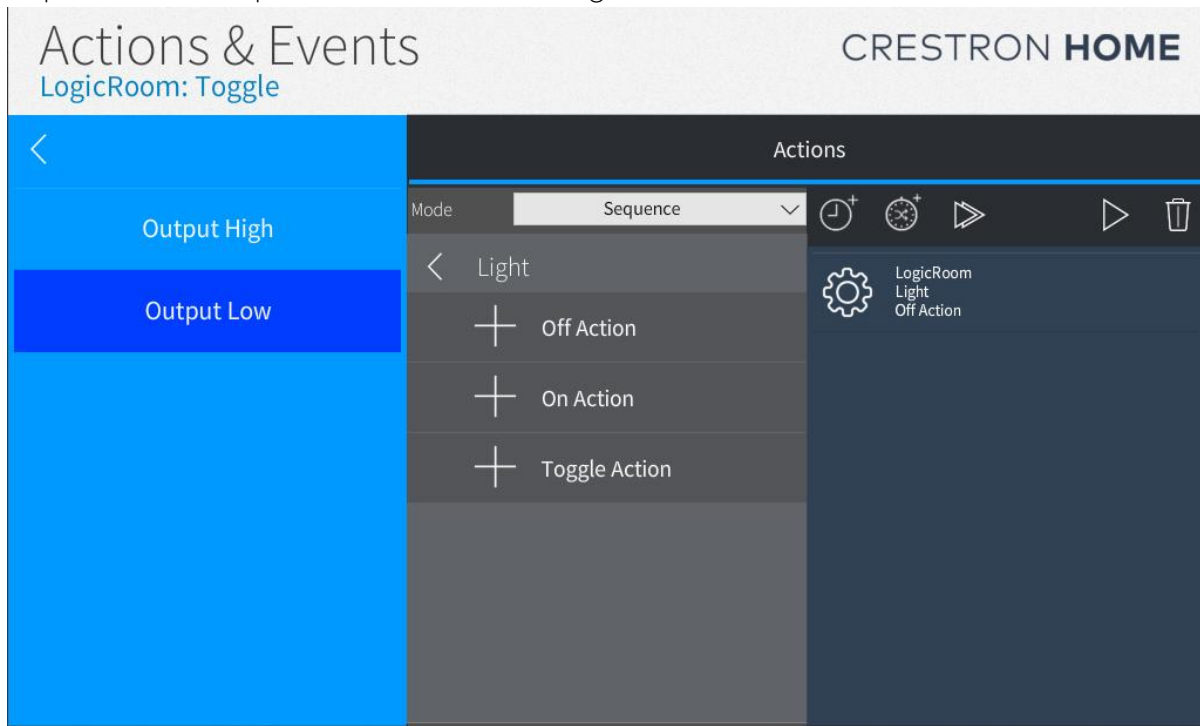 Actions & Events
CRESTRON HOME
LogicRoom: Toggle
Actions
Mode
Sequence
Output High
Output Low
Light
Off Action
On Action
Toggle Action
LogicRoom
Light
Off Action